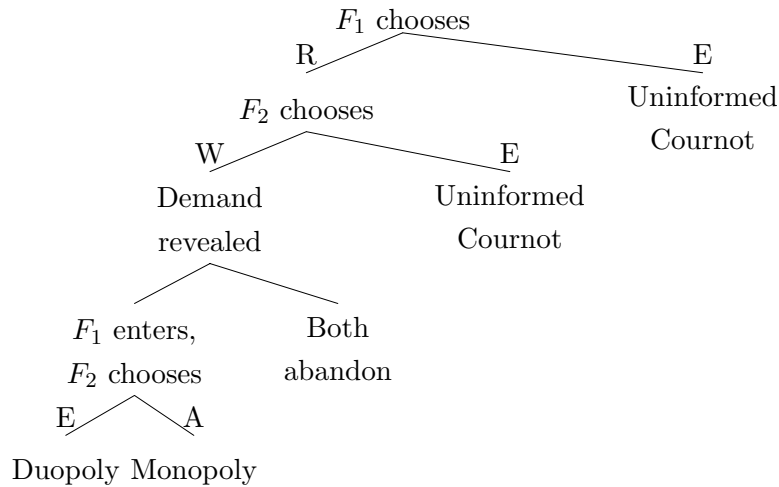 F₁ chooses
R
E
Uninformed
Cournot
F₂ chooses
W
E
Demand
revealed
Uninformed
Cournot
F₁ enters,
F₂ chooses
Both
abandon
E
A
Duopoly
Monopoly